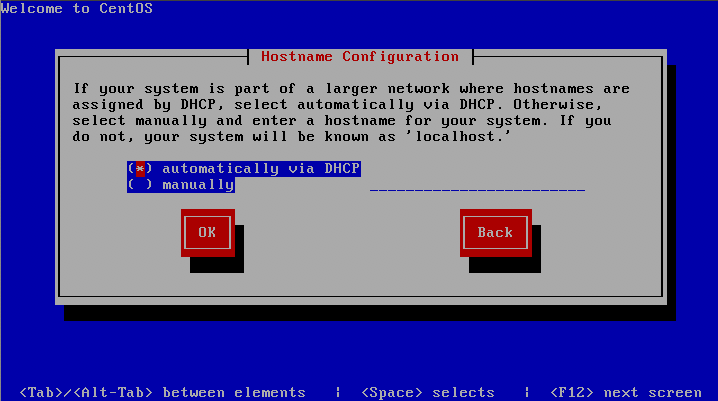 Welcome to CentOS
Hostname Configuration
If your system is part of a larger network where hostnames are
assigned by DHCP, select automatically via DHCP. Otherwise,
select manually and enter a hostname for your system. If you
do not, your system will be known as 'localhost.'
(*) automatically via DHCP
( ) manually ________________________
OK Back
<Tab>/<Alt-Tab> between elements | <Space> selects | <F12> next screen